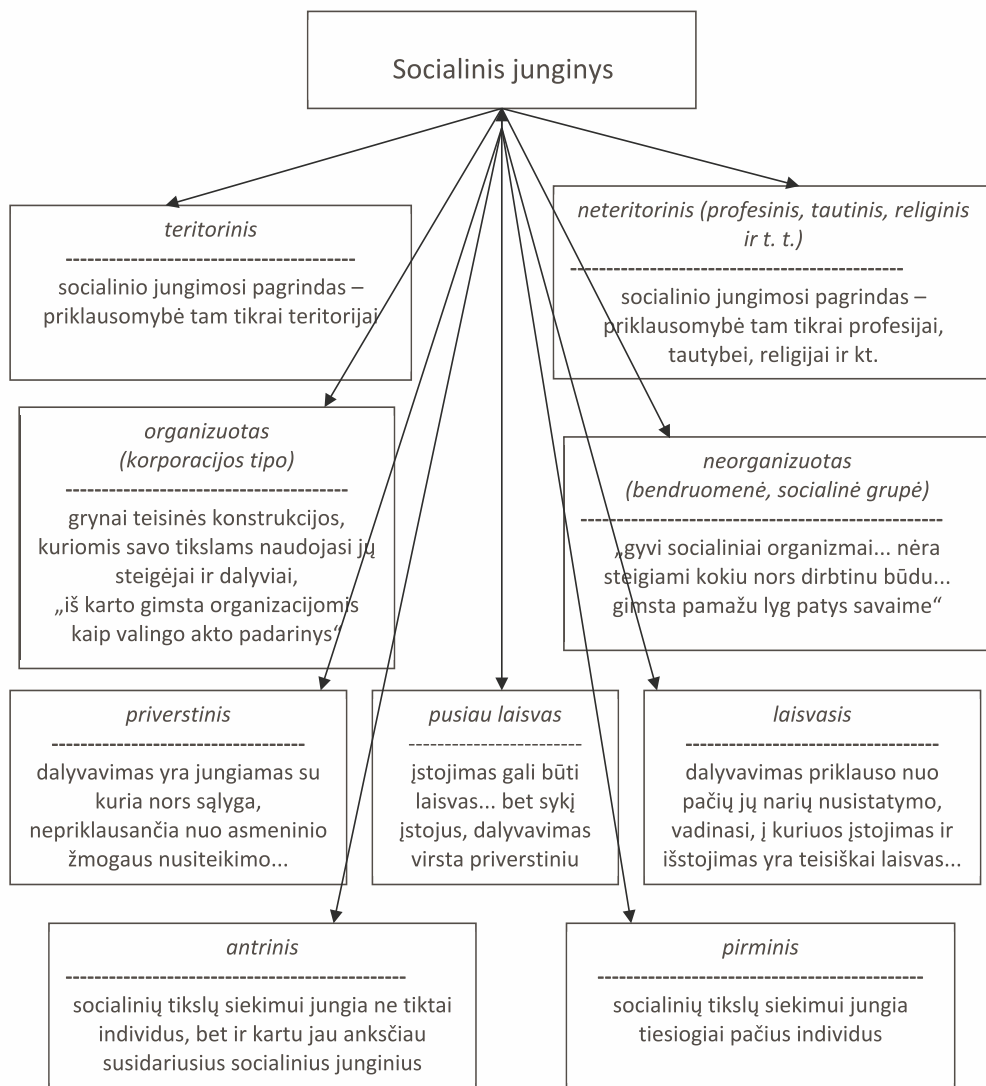 Socialinis junginys
teritorinis
socialinio jungimosi pagrindas –
priklausomybė tam tikrai teritorijai
neteritorinis (profesinis, tautinis, religinis
ir t. t.)
socialinio jungimosi pagrindas –
priklausomybė tam tikrai profesijai,
tautybei, religijai ir kt.
organizuotas
(korporacijos tipo)
grynai teisinės konstrukcijos,
kuriomis savo tikslams naudojasi jų
steigėjai ir dalyviai,
„iš karto gimsta organizacijomis
kaip valingo akto padarinys“
neorganizuotas
(bendruomenė, socialinė grupė)
„gyvi socialiniai organizmai... nėra
steigiami kokiu nors dirbtinu būdu...
gimsta pamažu lyg patys savaime“
priverstinis
dalyvavimas yra jungiamas su
kuria nors sąlyga,
nepriklausančia nuo asmeninio
žmogaus nusiteikimo...
pusiau laisvas
įstojimas gali būti
laisvas... bet sykį
įstojus, dalyvavimas
virsta priverstiniu
laisvasis
dalyvavimas priklauso nuo
pačių jų narių nusistatymo,
vadinasi, į kuriuos įstojimas ir
išstojimas yra teisiškai laisvas...
antrinis
socialinių tikslų siekimui jungia ne tiktai
individus, bet ir kartu jau anksčiau
susidariusius socialinius junginius
pirminis
socialinių tikslų siekimui jungia
tiesiogiai pačius individus